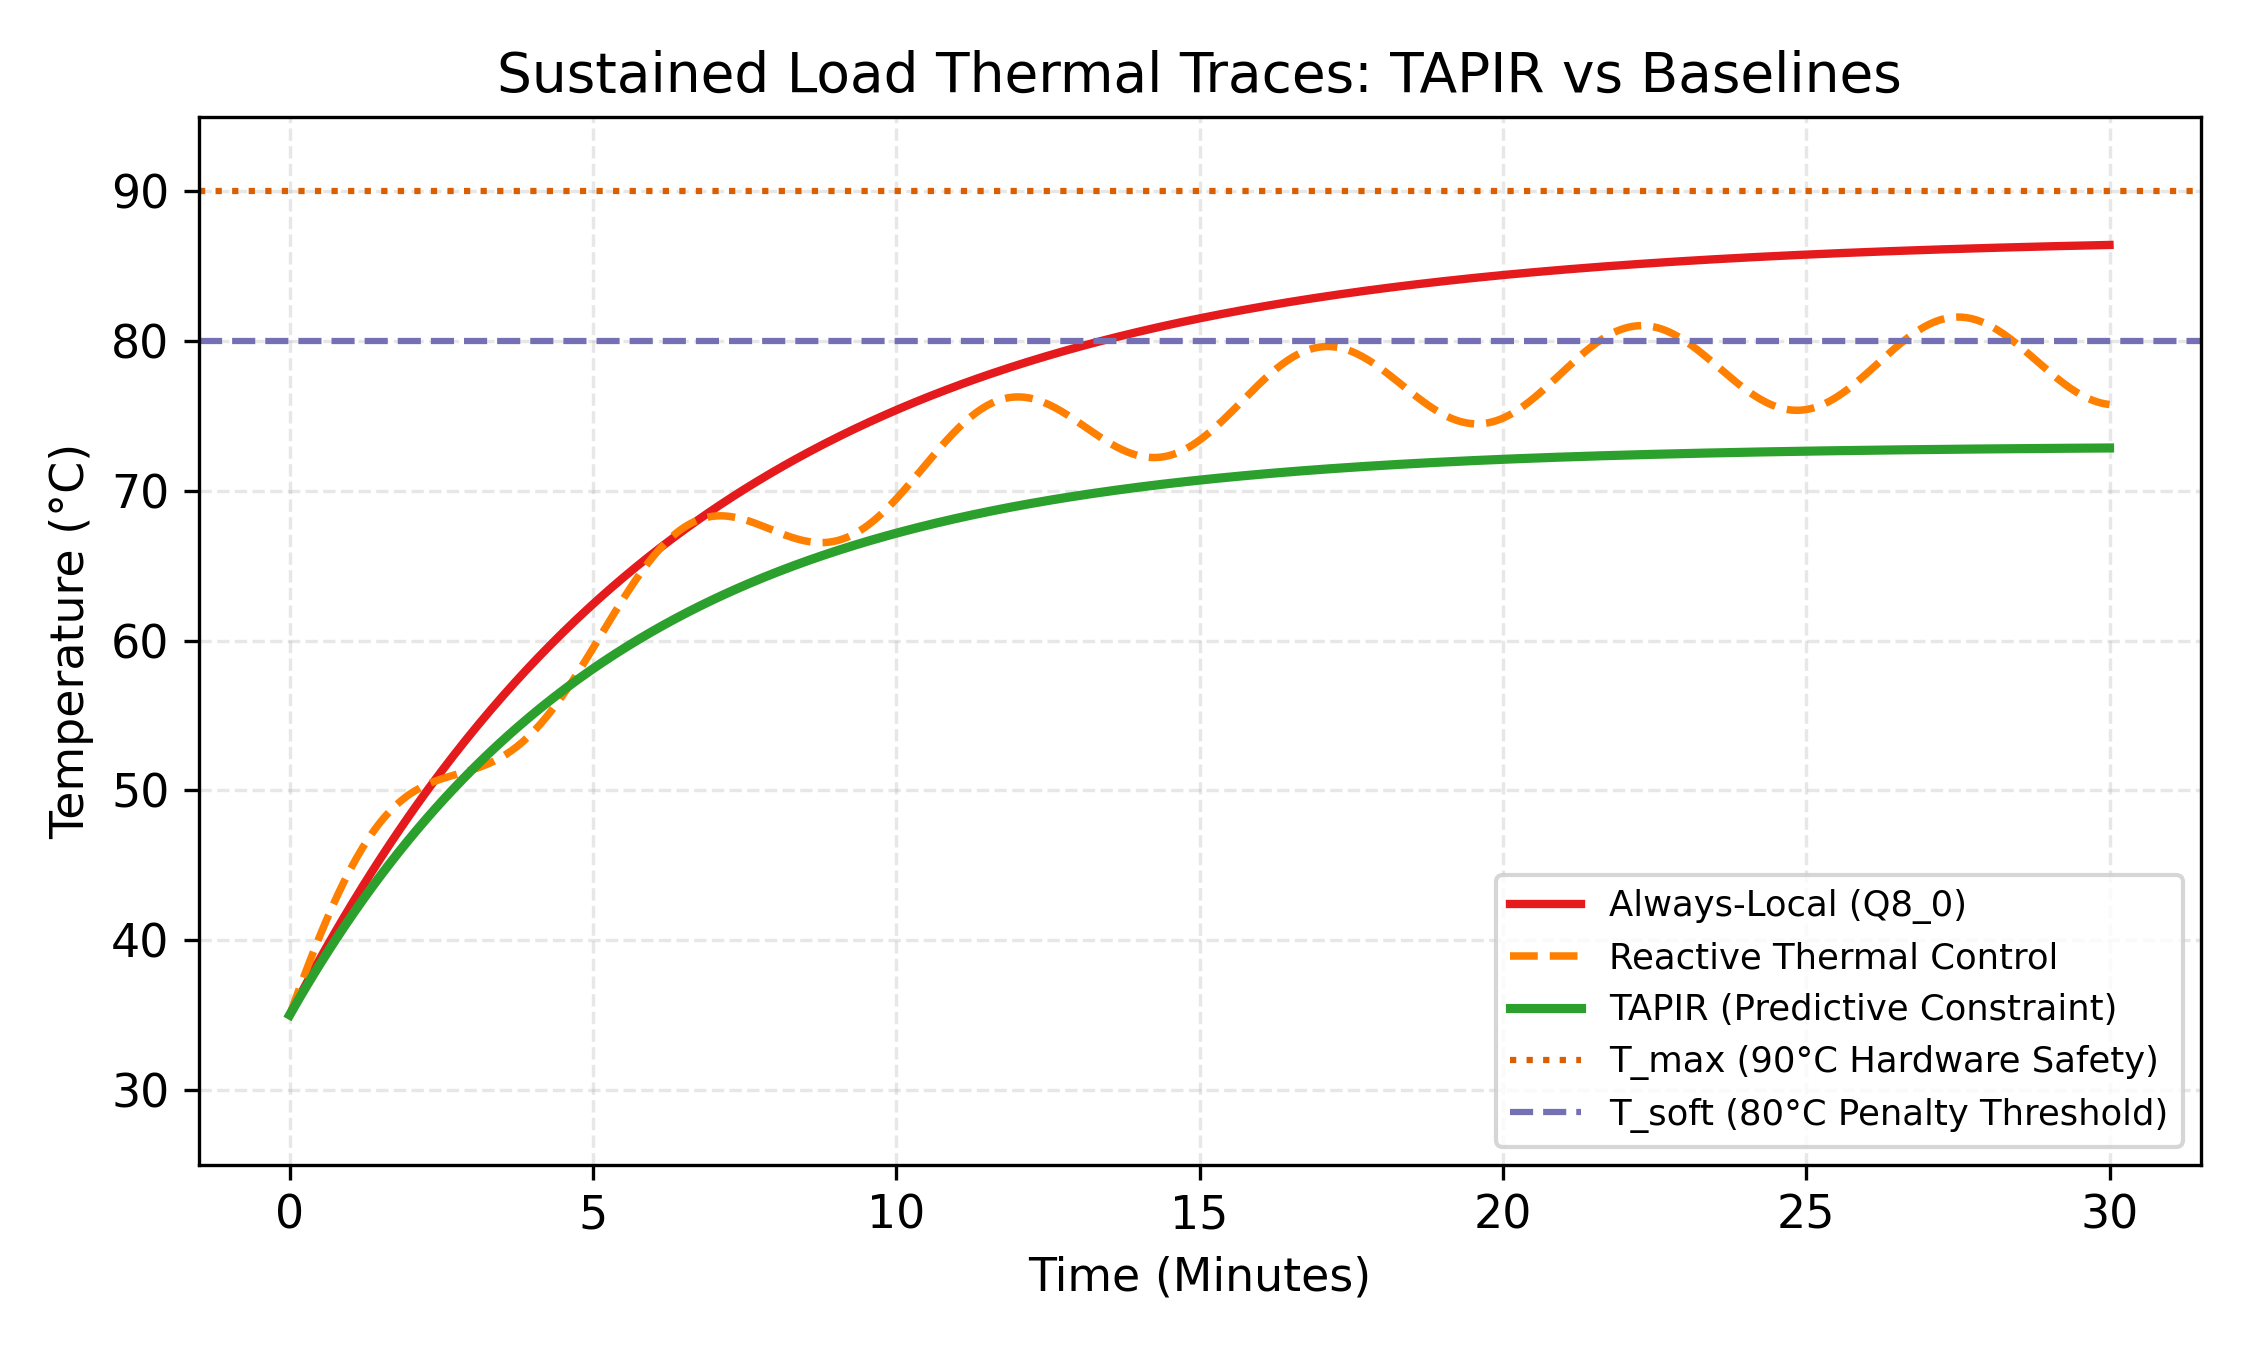 Sustained Load Thermal Traces: TAPIR vs Baselines
90
80
70
60
50
40
30
Temperature (°C)
Always-Local (Q8_0)
Reactive Thermal Control
TAPIR (Predictive Constraint)
T_max (90°C Hardware Safety)
T_soft (80°C Penalty Threshold)
0 5 10 15 20 25 30
Time (Minutes)